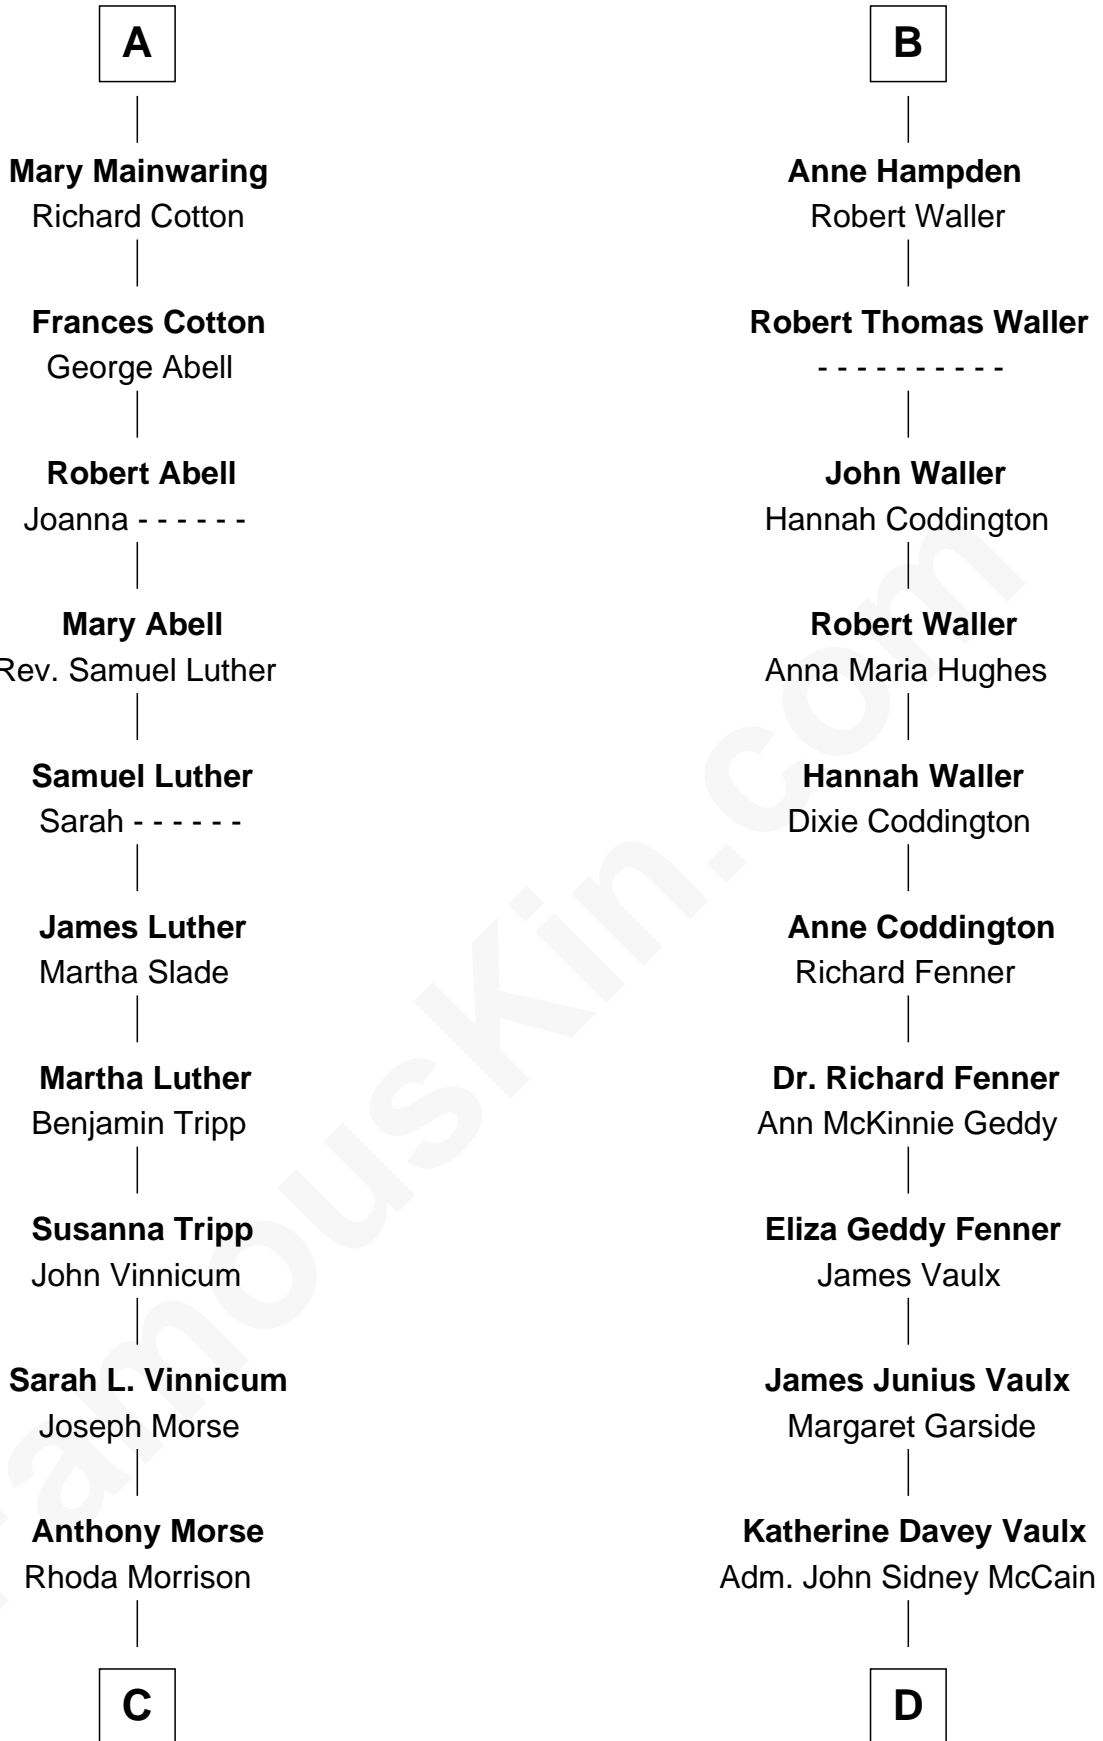 A
Mary Mainwaring
Richard Cotton
Frances Cotton
George Abell
Robert Abell
Joanna - - - - - -
Mary Abell
Rev. Samuel Luther
Samuel Luther
Sarah - - - - - -
James Luther
Martha Slade
Martha Luther
Benjamin Tripp
Susanna Tripp
John Vinnicum
Sarah L. Vinnicum
Joseph Morse
Anthony Morse
Rhoda Morrison
C
B
Anne Hampden
Robert Waller
Robert Thomas Waller
- - - - - - - - - -
John Waller
Hannah Coddington
Robert Waller
Anna Maria Hughes
Hannah Waller
Dixie Coddington
Anne Coddington
Richard Fenner
Dr. Richard Fenner
Ann McKinnie Geddy
Eliza Geddy Fenner
James Vaulx
James Junius Vaulx
Margaret Garside
Katherine Davey Vaulx
Adm. John Sidney McCain
D
FamousKin.com